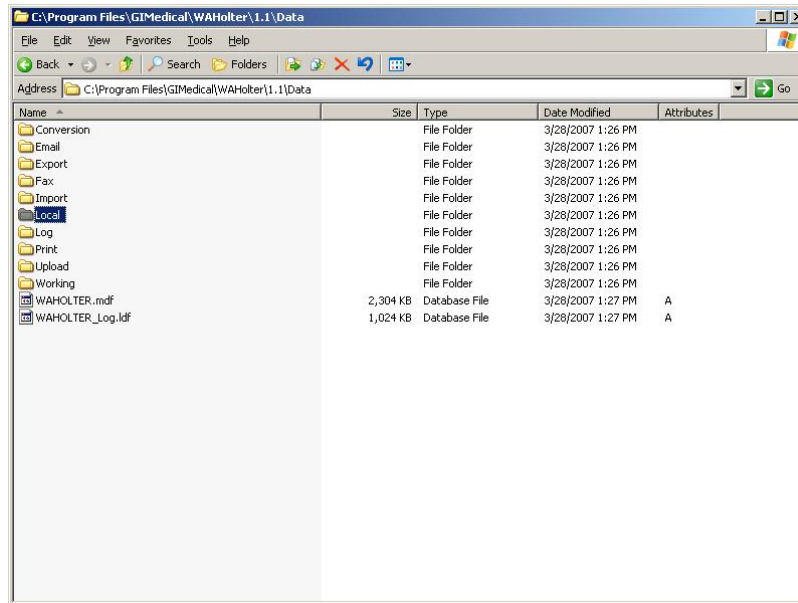 C:\Program Files\GIMedical\WAHolter\1.1\Data
File Edit View Favorites Tools Help
Back Search Folders
Address C:\Program Files\GIMedical\WAHolter\1.1\Data Go
Name Size Type Date Modified Attributes
Conversion File Folder 3/28/2007 1:26 PM
Email File Folder 3/28/2007 1:26 PM
Export File Folder 3/28/2007 1:26 PM
Fax File Folder 3/28/2007 1:26 PM
Import File Folder 3/28/2007 1:26 PM
Local File Folder 3/28/2007 1:26 PM
Log File Folder 3/28/2007 1:26 PM
Print File Folder 3/28/2007 1:26 PM
Upload File Folder 3/28/2007 1:26 PM
Working File Folder 3/28/2007 1:26 PM
WAHOLTER.mdf 2,304 KB Database File 3/28/2007 1:27 PM A
WAHOLTER_Log.ldf 1,024 KB Database File 3/28/2007 1:27 PM A